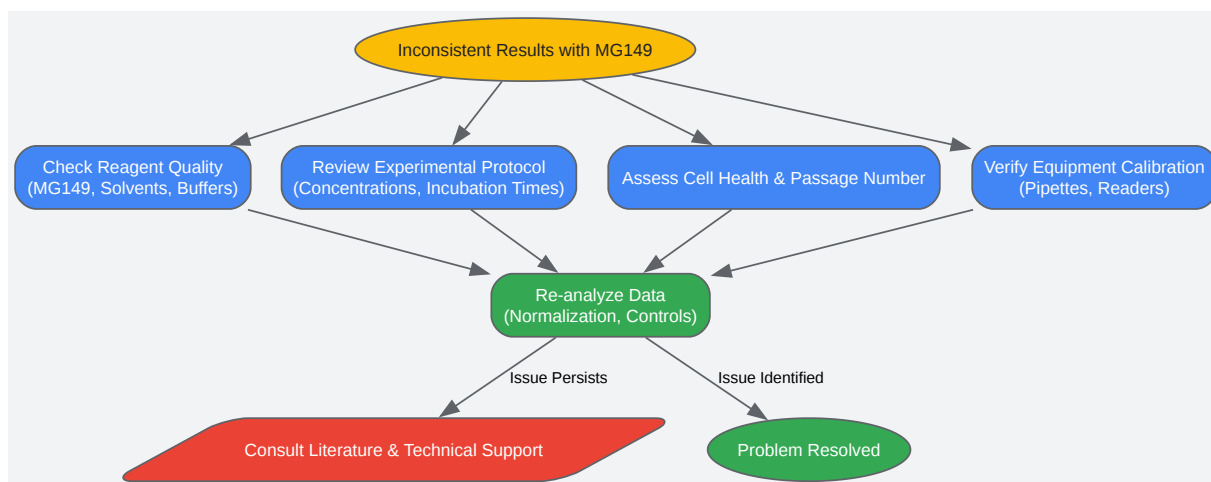 Inconsistent Results with MG149
Check Reagent Quality
(MG149, Solvents, Buffers)
Review Experimental Protocol
(Concentrations, Incubation Times)
Assess Cell Health & Passage Number
Verify Equipment Calibration
(Pipettes, Readers)
Re-analyze Data
(Normalization, Controls)
Issue Persists
Issue Identified
Consult Literature & Technical Support
Problem Resolved